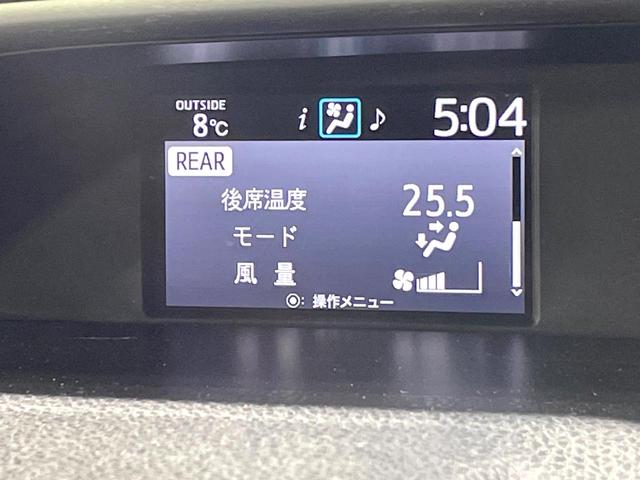 OUTSIDE
8℃
i
5:04
REAR
後席温度 25.5
モード
風量
: 操作メニュー